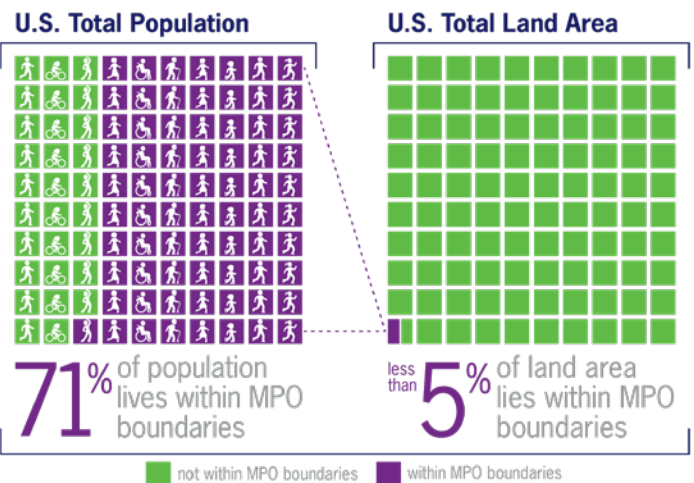 U.S. Total Population
U.S. Total Land Area
71% of population
lives within MPO
boundaries
less
than
5% of land area
lies within MPO
boundaries
not within MPO boundaries
within MPO boundaries